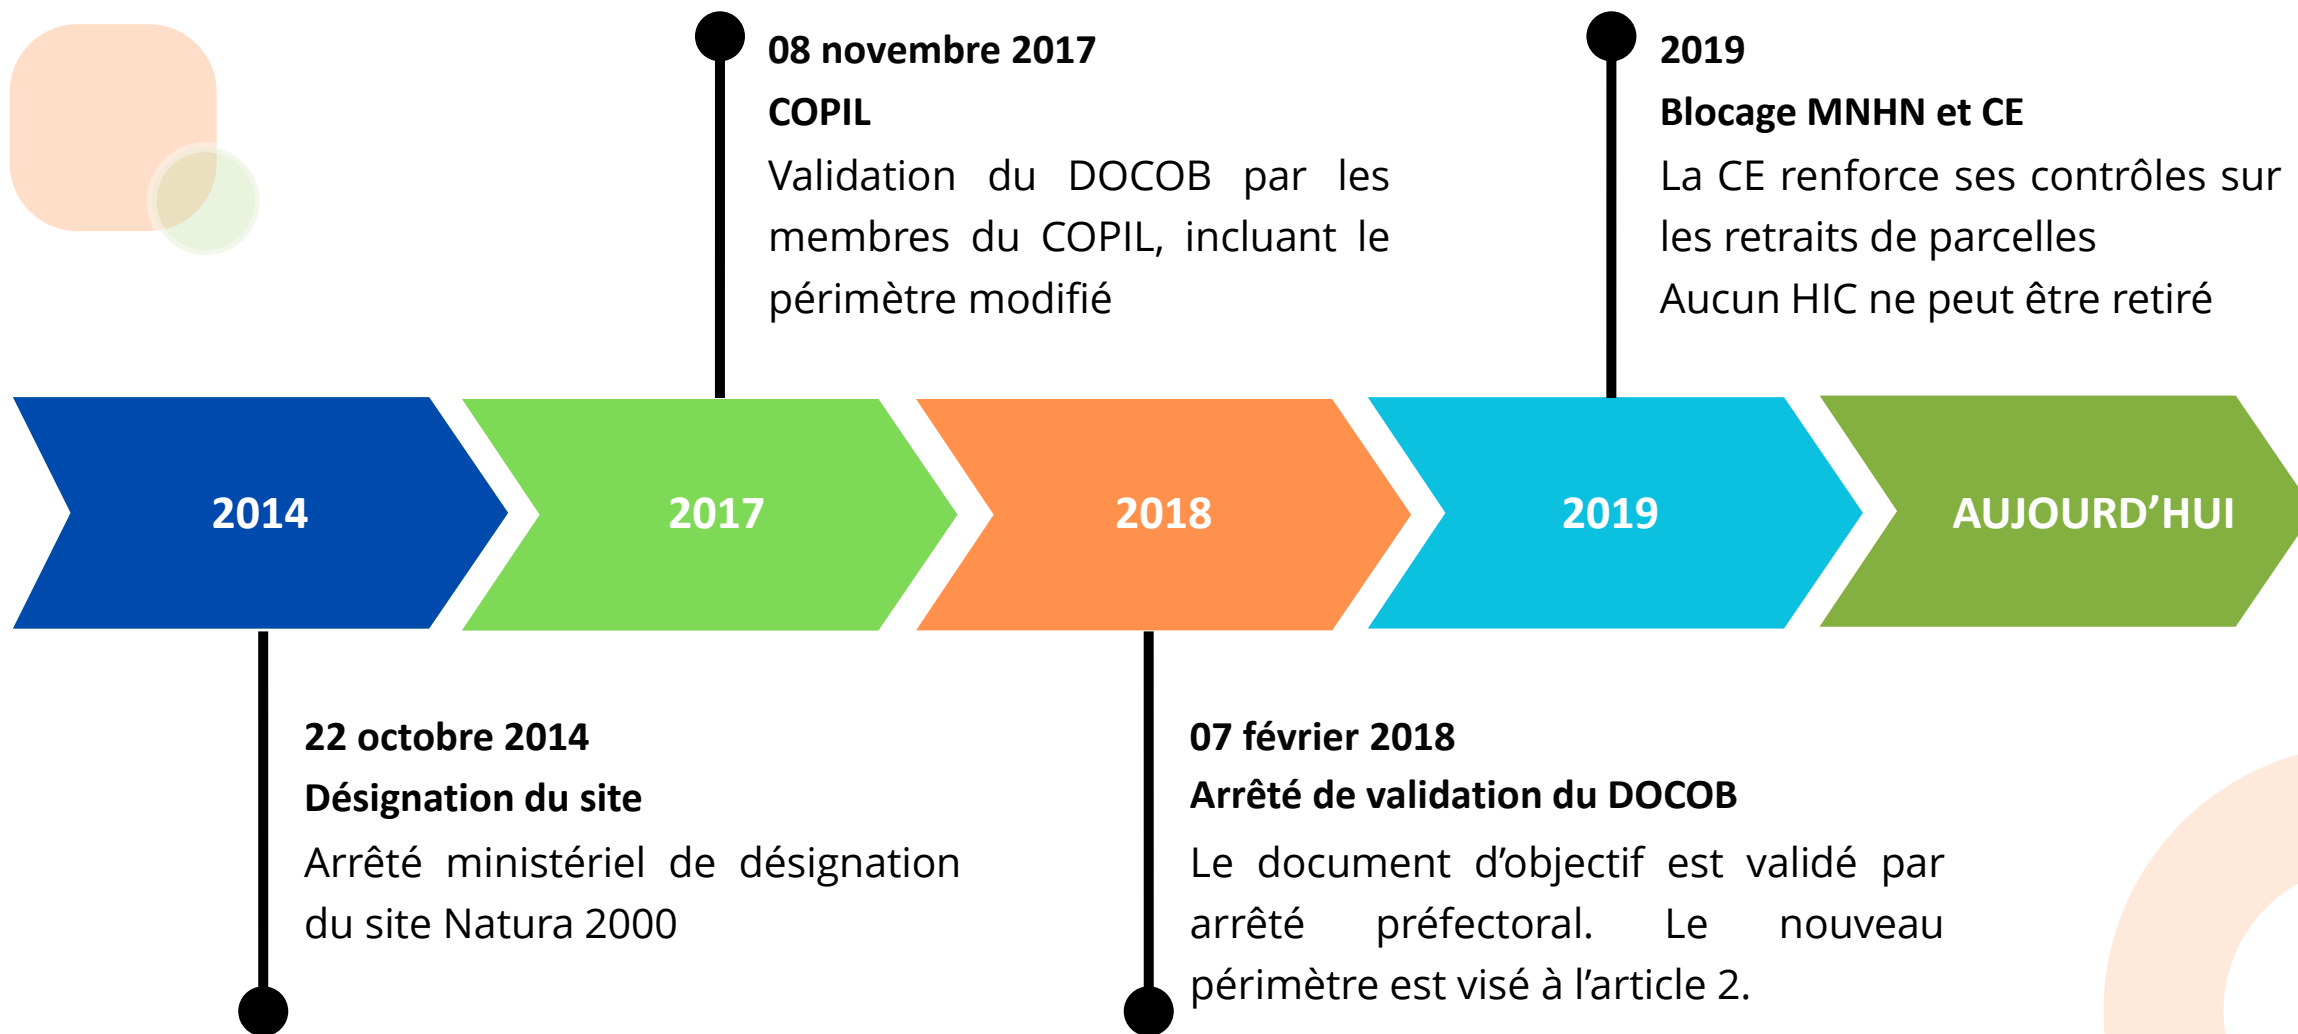 08 novembre 2017
COPIL
Validation du DOCOB par les
membres du COPIL, incluant le
périmètre modifié
2019
Blocage MNHN et CE
La CE renforce ses contrôles sur
les retraits de parcelles
Aucun HIC ne peut être retiré
2014
2017
2018
2019
AUJOURD’HUI
22 octobre 2014
Désignation du site
Arrêté ministériel de désignation
du site Natura 2000
07 février 2018
Arrêté de validation du DOCOB
Le document d’objectif est validé par
arrêté préfectoral. Le nouveau
périmètre est visé à l’article 2.